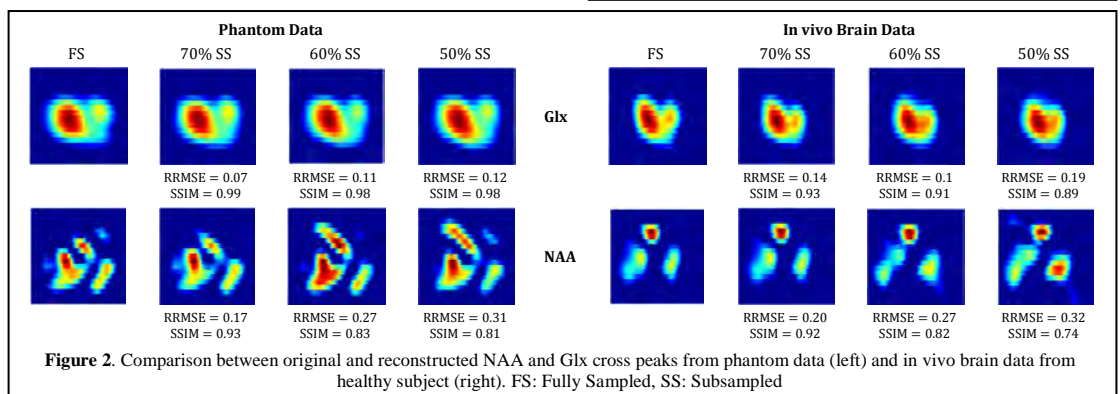 Phantom Data
In vivo Brain Data
FS 70% SS 60% SS 50% SS
FS 70% SS 60% SS 50% SS
Glx
RRMSE = 0.07 RRMSE = 0.11 RRMSE = 0.12
SSIM = 0.99 SSIM = 0.98 SSIM = 0.98
RRMSE = 0.14 RRMSE = 0.1 RRMSE = 0.19
SSIM = 0.93 SSIM = 0.91 SSIM = 0.89
NAA
RRMSE = 0.17 RRMSE = 0.27 RRMSE = 0.31
SSIM = 0.93 SSIM = 0.83 SSIM = 0.81
RRMSE = 0.20 RRMSE = 0.27 RRMSE = 0.32
SSIM = 0.92 SSIM = 0.82 SSIM = 0.74
Figure 2. Comparison between original and reconstructed NAA and Glx cross peaks from phantom data (left) and in vivo brain data from
healthy subject (right). FS: Fully Sampled, SS: Subsampled